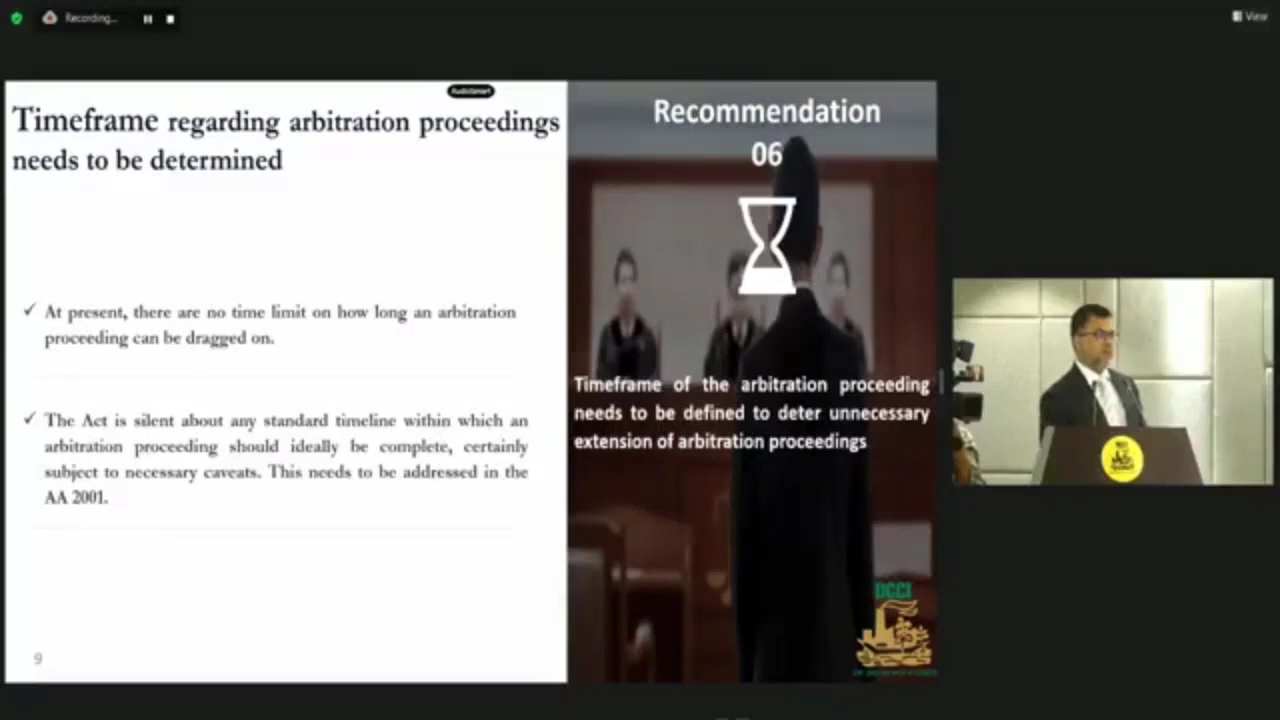 Recording...
View
AudioSmart
Timeframe regarding arbitration proceedings
needs to be determined
At present, there are no time limit on how long an arbitration
proceeding can be dragged on.
The Act is silent about any standard timeline within which an
arbitration proceeding should ideally be complete, certainly
subject to necessary caveats. This needs to be addressed in the
AA 2001.
9
Recommendation
06
Timeframe of the arbitration proceeding
needs to be defined to deter unnecessary
extension of arbitration proceedings
DCCI